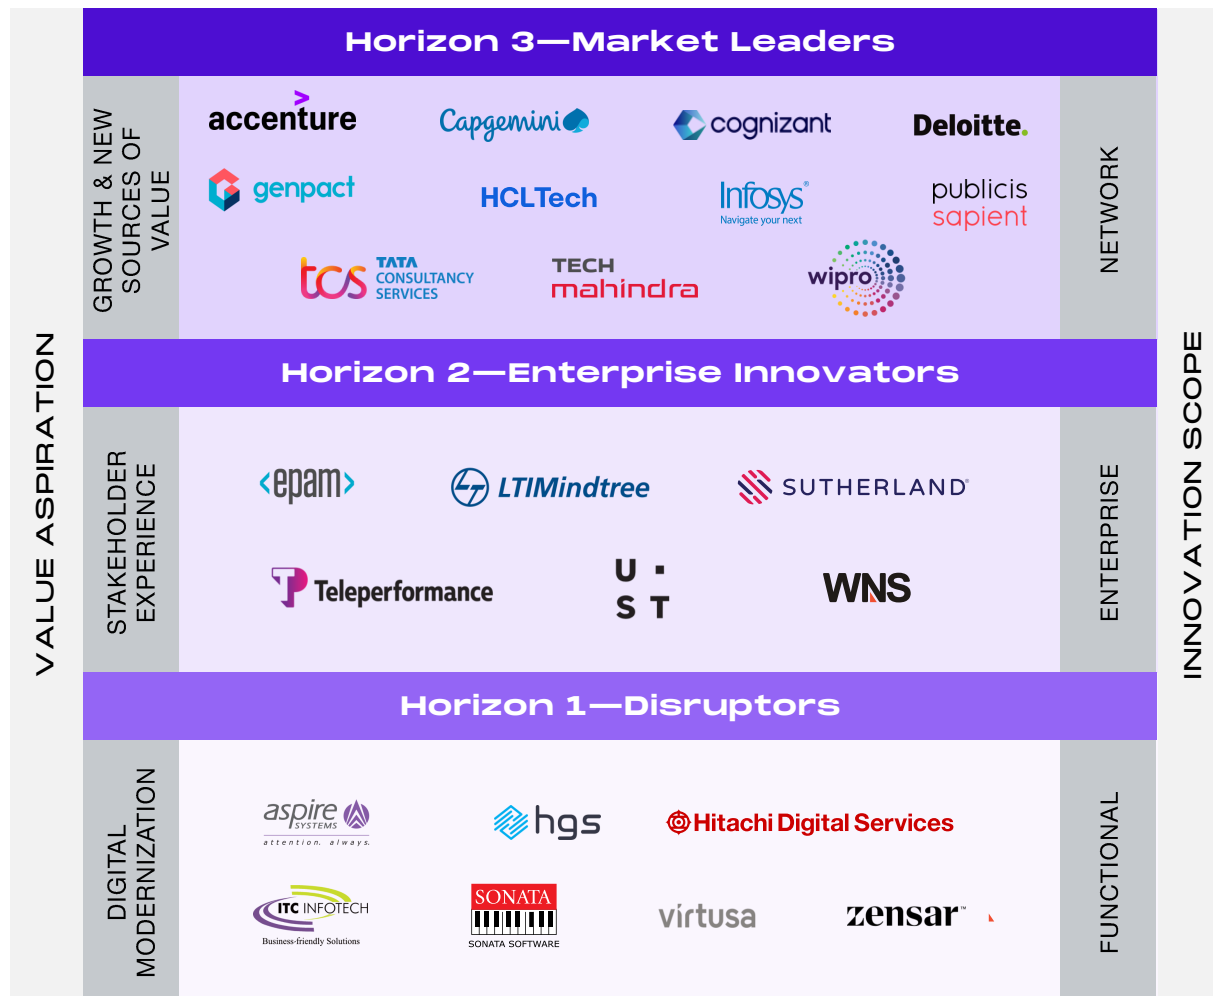 Horizon 3—Market Leaders
VALUE ASPIRATION
GROWTH & NEW
SOURCES OF
VALUE
accenture
Capgemini
cognizant
Deloitte.
genpact
HCLTech
Infosys®
Navigate your next
publicis
sapient
tcs
TATA
CONSULTANCY
SERVICES
TECH
mahindra
wipro
NETWORK
INNOVATION SCOPE
Horizon 2—Enterprise Innovators
STAKEHOLDER
EXPERIENCE
<epam>
LTIMindtree
SUTHERLAND®
TP Teleperformance
U ·
S T
WNS
ENTERPRISE
Horizon 1—Disruptors
DIGITAL
MODERNIZATION
aspire
SYSTEMS
attention. always.
hgs
Hitachi Digital Services
ITC INFOTECH
Business-friendly Solutions
SONATA
SONATA SOFTWARE
virtusa
zensar™
FUNCTIONAL